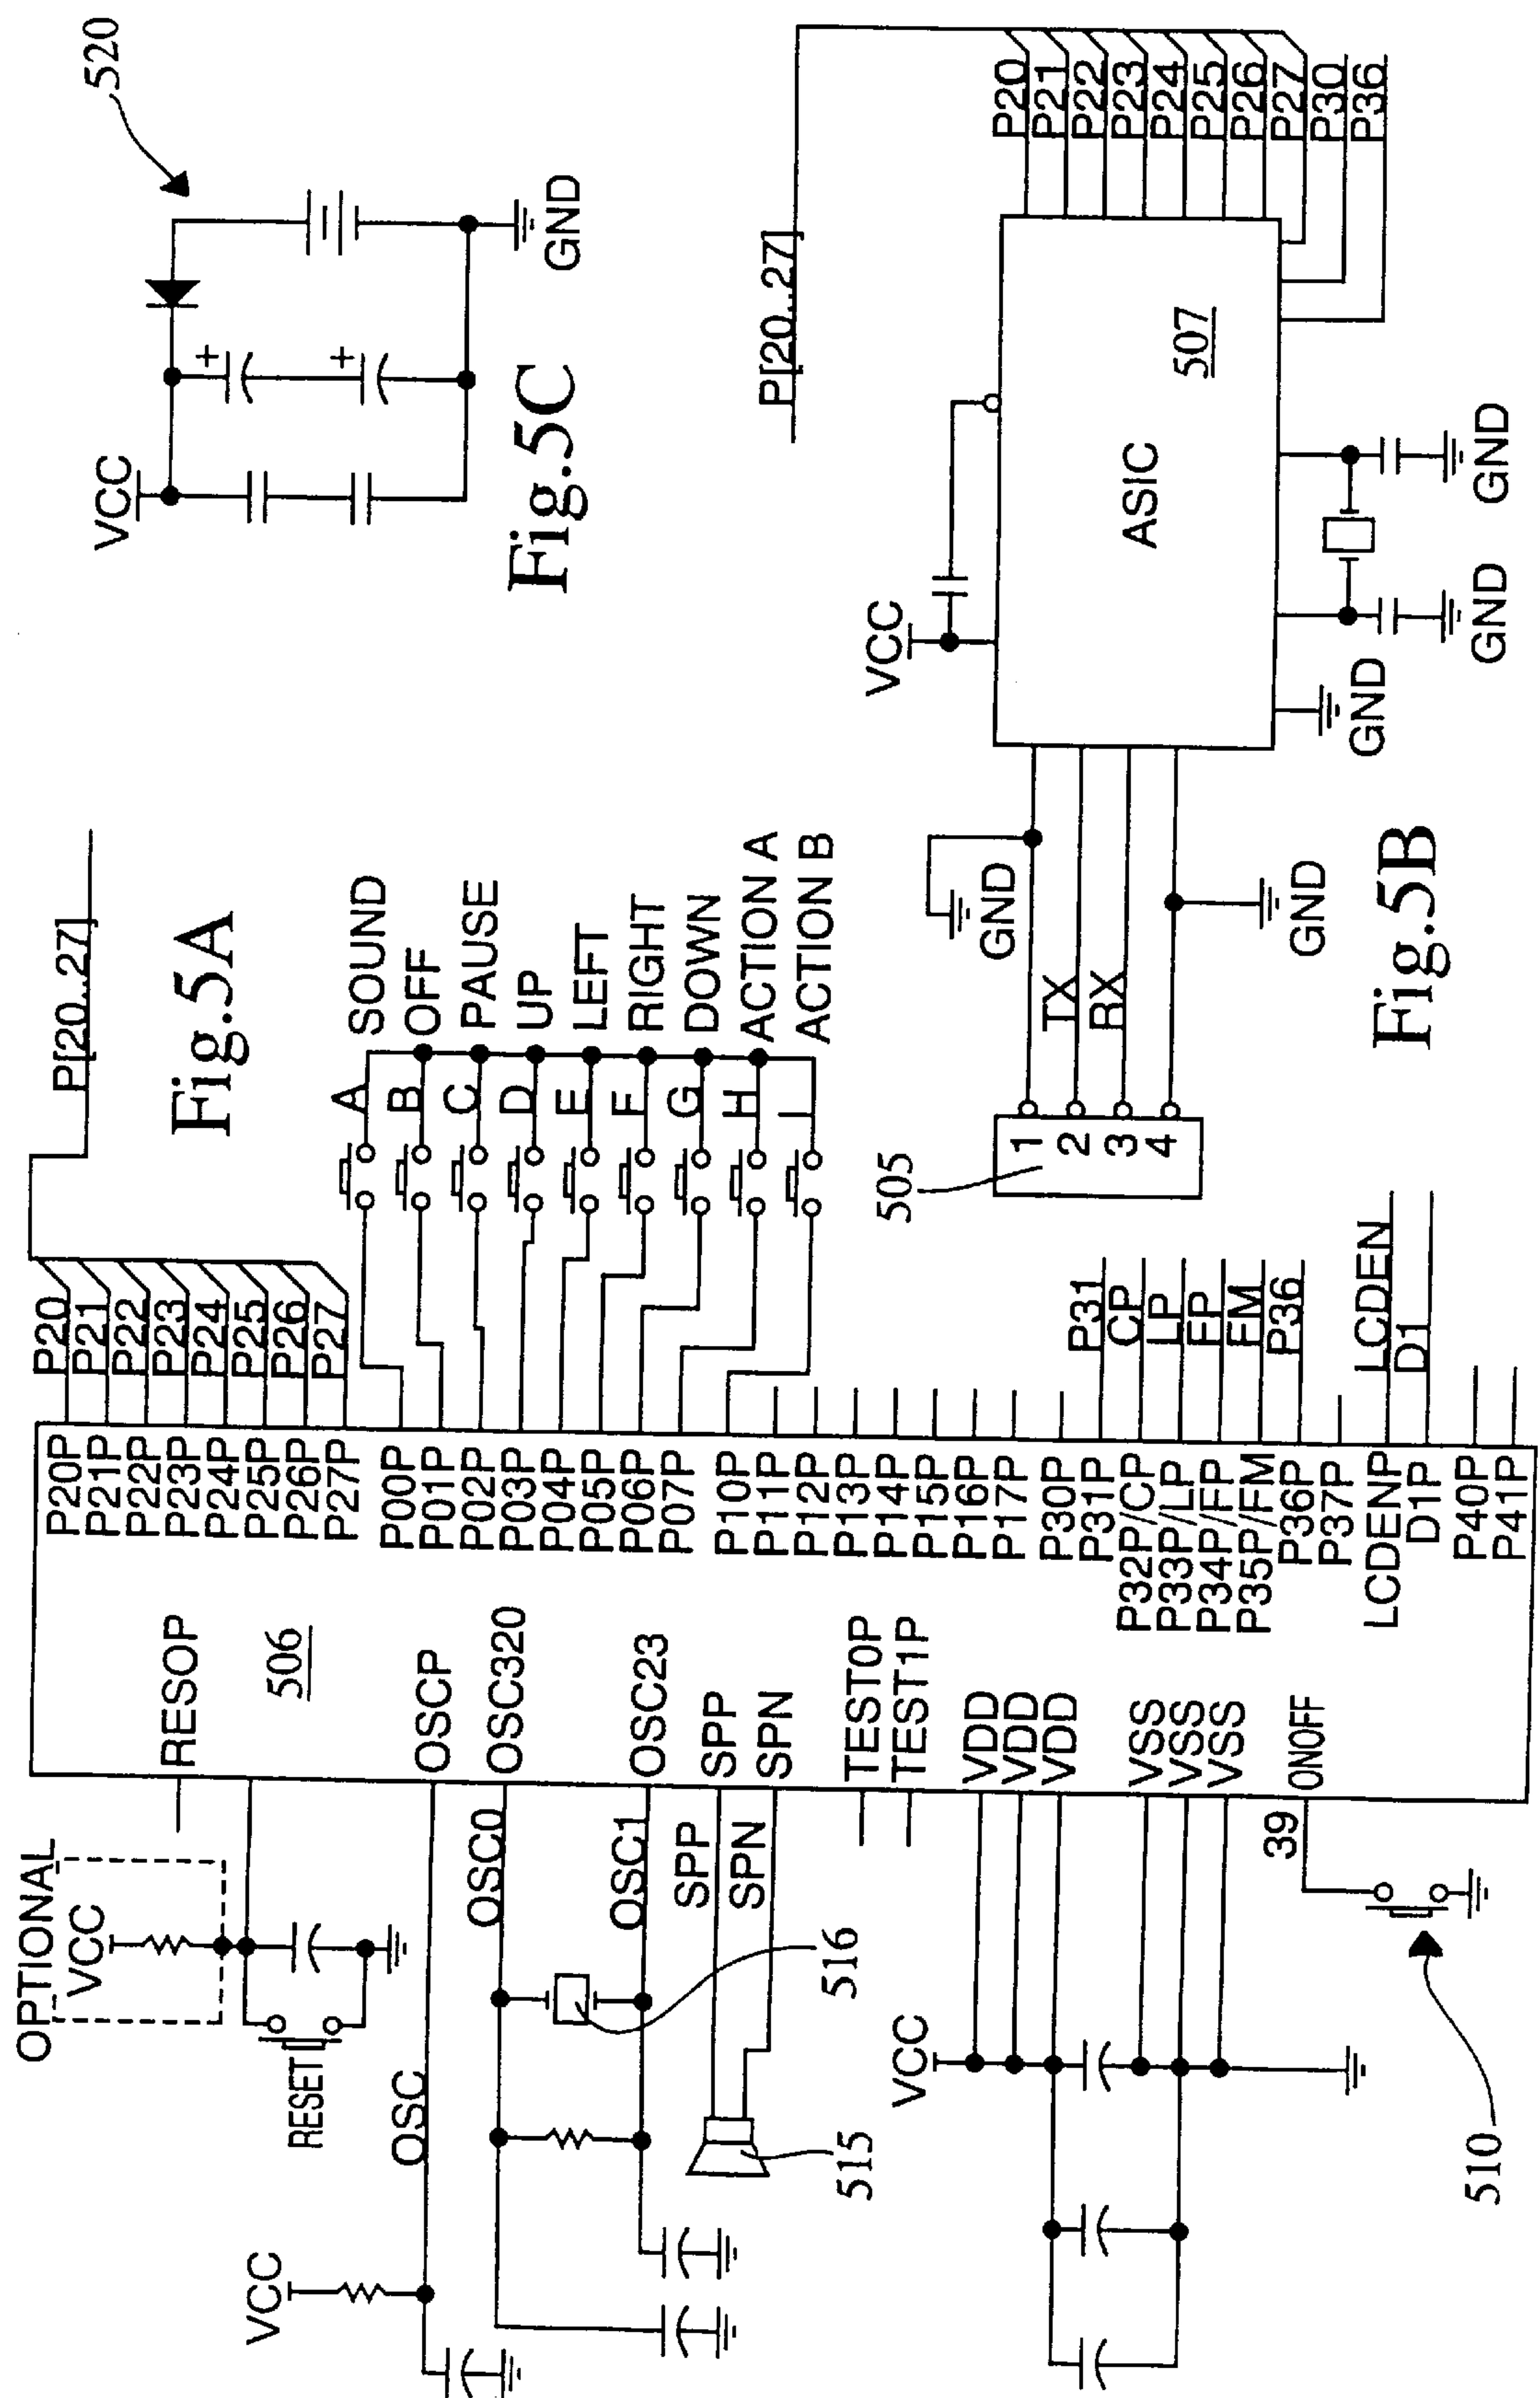 Fig.5A
OPTIONAL
VCC
RESET
VCC
OSC
OSC0
OSC1
516
SPP
SPN
515
VCC
39
510
506
RESOP
OSCP
OSC320
OSC23
SPP
SPN
TEST0P
TEST1P
VDD
VDD
VDD
VSS
VSS
VSS
ONOFF
P20P
P21P
P22P
P23P
P24P
P25P
P26P
P27P
P00P
P01P
P02P
P03P
P04P
P05P
P06P
P07P
P10P
P11P
P12P
P13P
P14P
P15P
P16P
P17P
P30P
P31P
P32P/CP
P33P/LP
P34P/FP
P35P/FM
P36P
P37P
LCDENP
D1P
P40P
P41P
P20
P21
P22
P23
P24
P25
P26
P27
P[20..27]
A SOUND
B OFF
C PAUSE
D UP
E LEFT
F RIGHT
G DOWN
H ACTION A
I ACTION B
P31
CP
LP
FP
FM
P36
LCDEN
D1
Fig.5C
VCC
+
+
GND
520
Fig.5B
505
1
2
3
4
GND
TX
RX
GND
VCC
ASIC
507
GND
GND
GND
P[20..27]
P20
P21
P22
P23
P24
P25
P26
P27
P30
P36